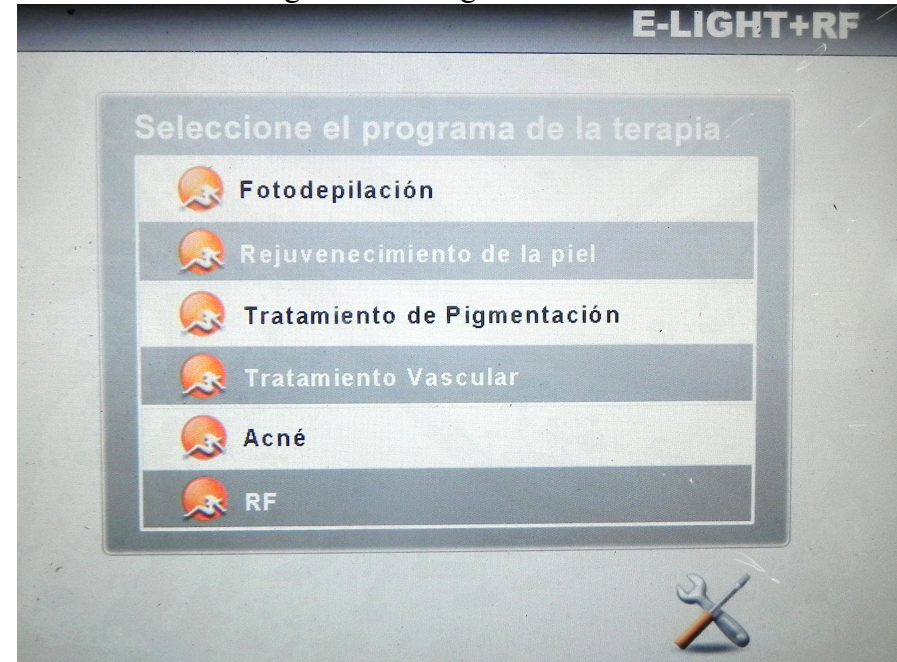 E-LIGHT+RF
Seleccione el programa de la terapia
Fotodepilación
Rejuvenecimiento de la piel
Tratamiento de Pigmentación
Tratamiento Vascular
Acné
RF